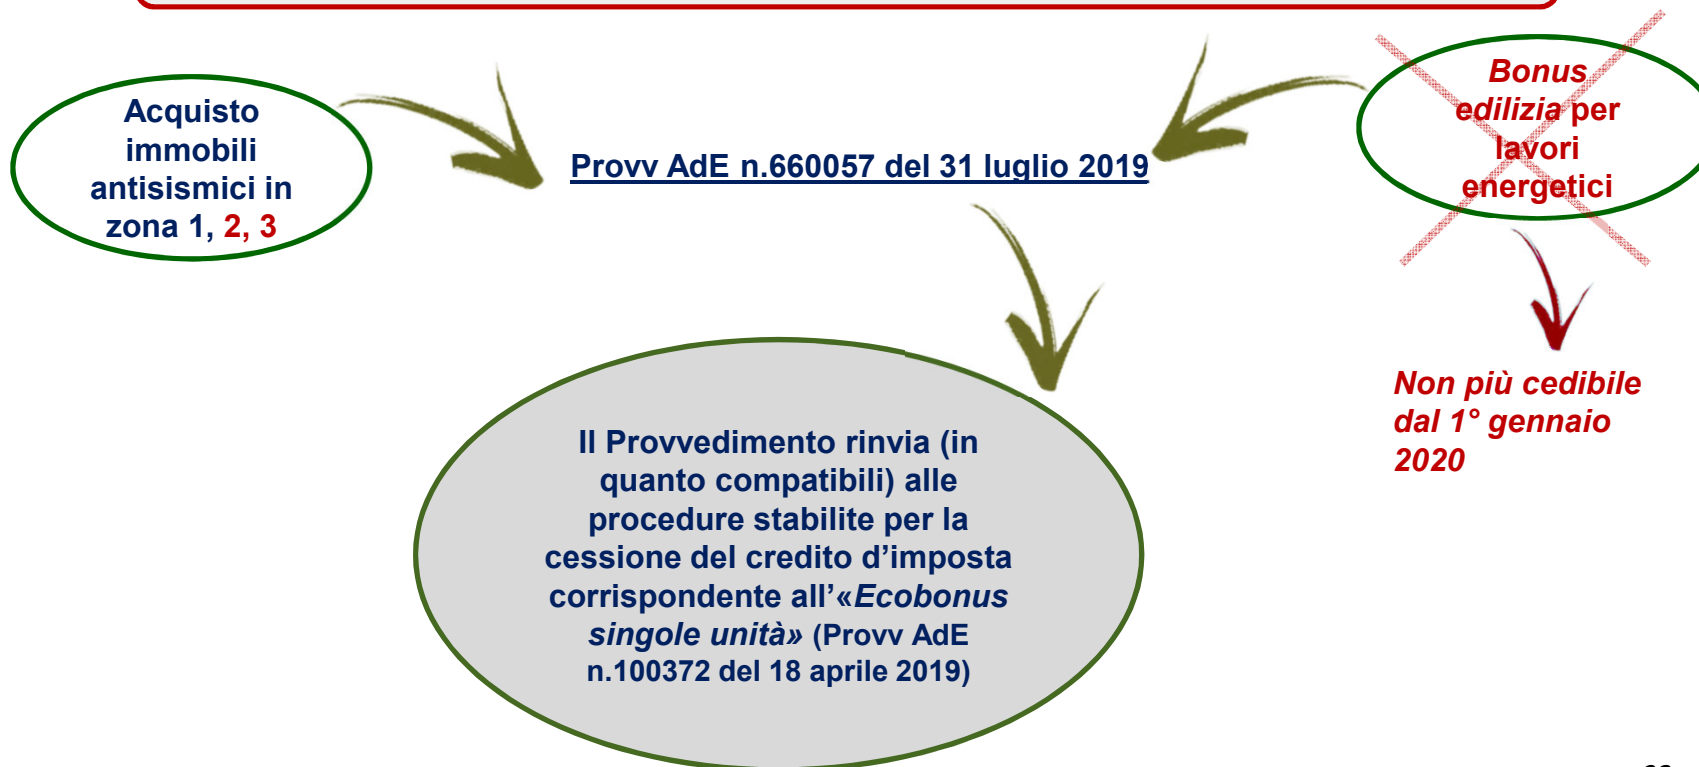 Acquisto
immobili
antisismici in
zona 1, 2, 3
Provv AdE n.660057 del 31 luglio 2019
Bonus
edilizia per
lavori
energetici
Non più cedibile
dal 1° gennaio
2020
Il Provvedimento rinvia (in
quanto compatibili) alle
procedure stabilite per la
cessione del credito d’imposta
corrispondente all’«Ecobonus
singole unità» (Provv AdE
n.100372 del 18 aprile 2019)